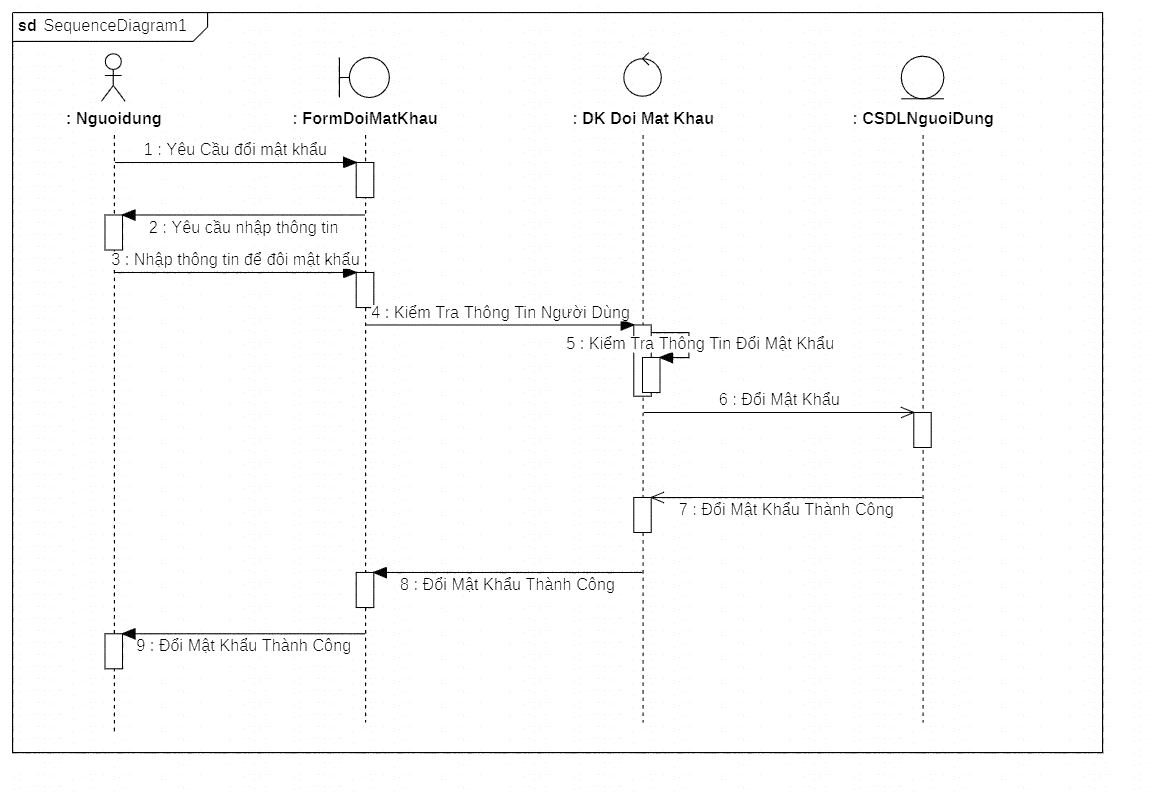 sd SequenceDiagram1
: Nguoidung
: FormDoiMatKhau
: DK Doi Mat Khau
: CSDLNguoiDung
1 : Yêu Cầu đổi mật khẩu
2 : Yêu cầu nhập thông tin
3 : Nhập thông tin để đôi mật khẩu
4 : Kiểm Tra Thông Tin Người Dùng
5 : Kiểm Tra Thông Tin Đổi Mật Khẩu
6 : Đổi Mật Khẩu
7 : Đổi Mật Khẩu Thành Công
8 : Đổi Mật Khẩu Thành Công
9 : Đổi Mật Khẩu Thành Công